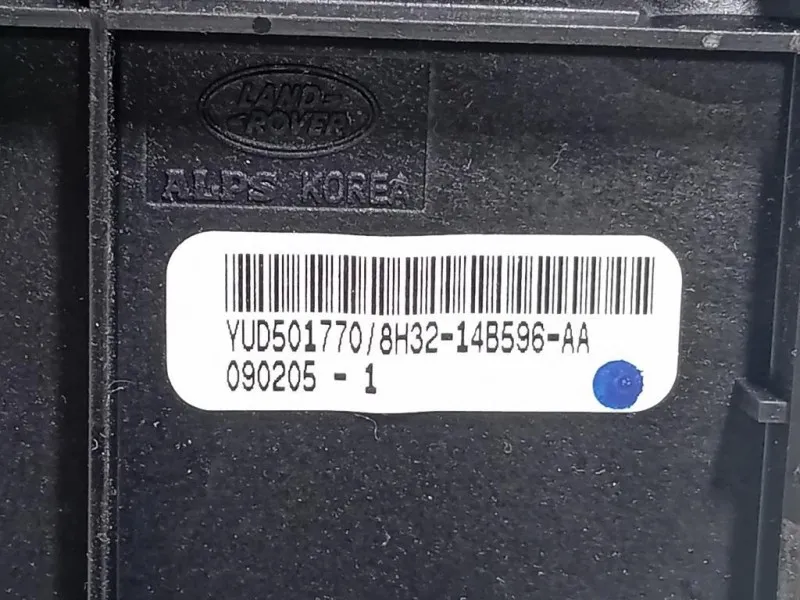 LAND-
ROVER
ALPS KOREA
YUD501770/8H32-14B596-AA
090205 - 1